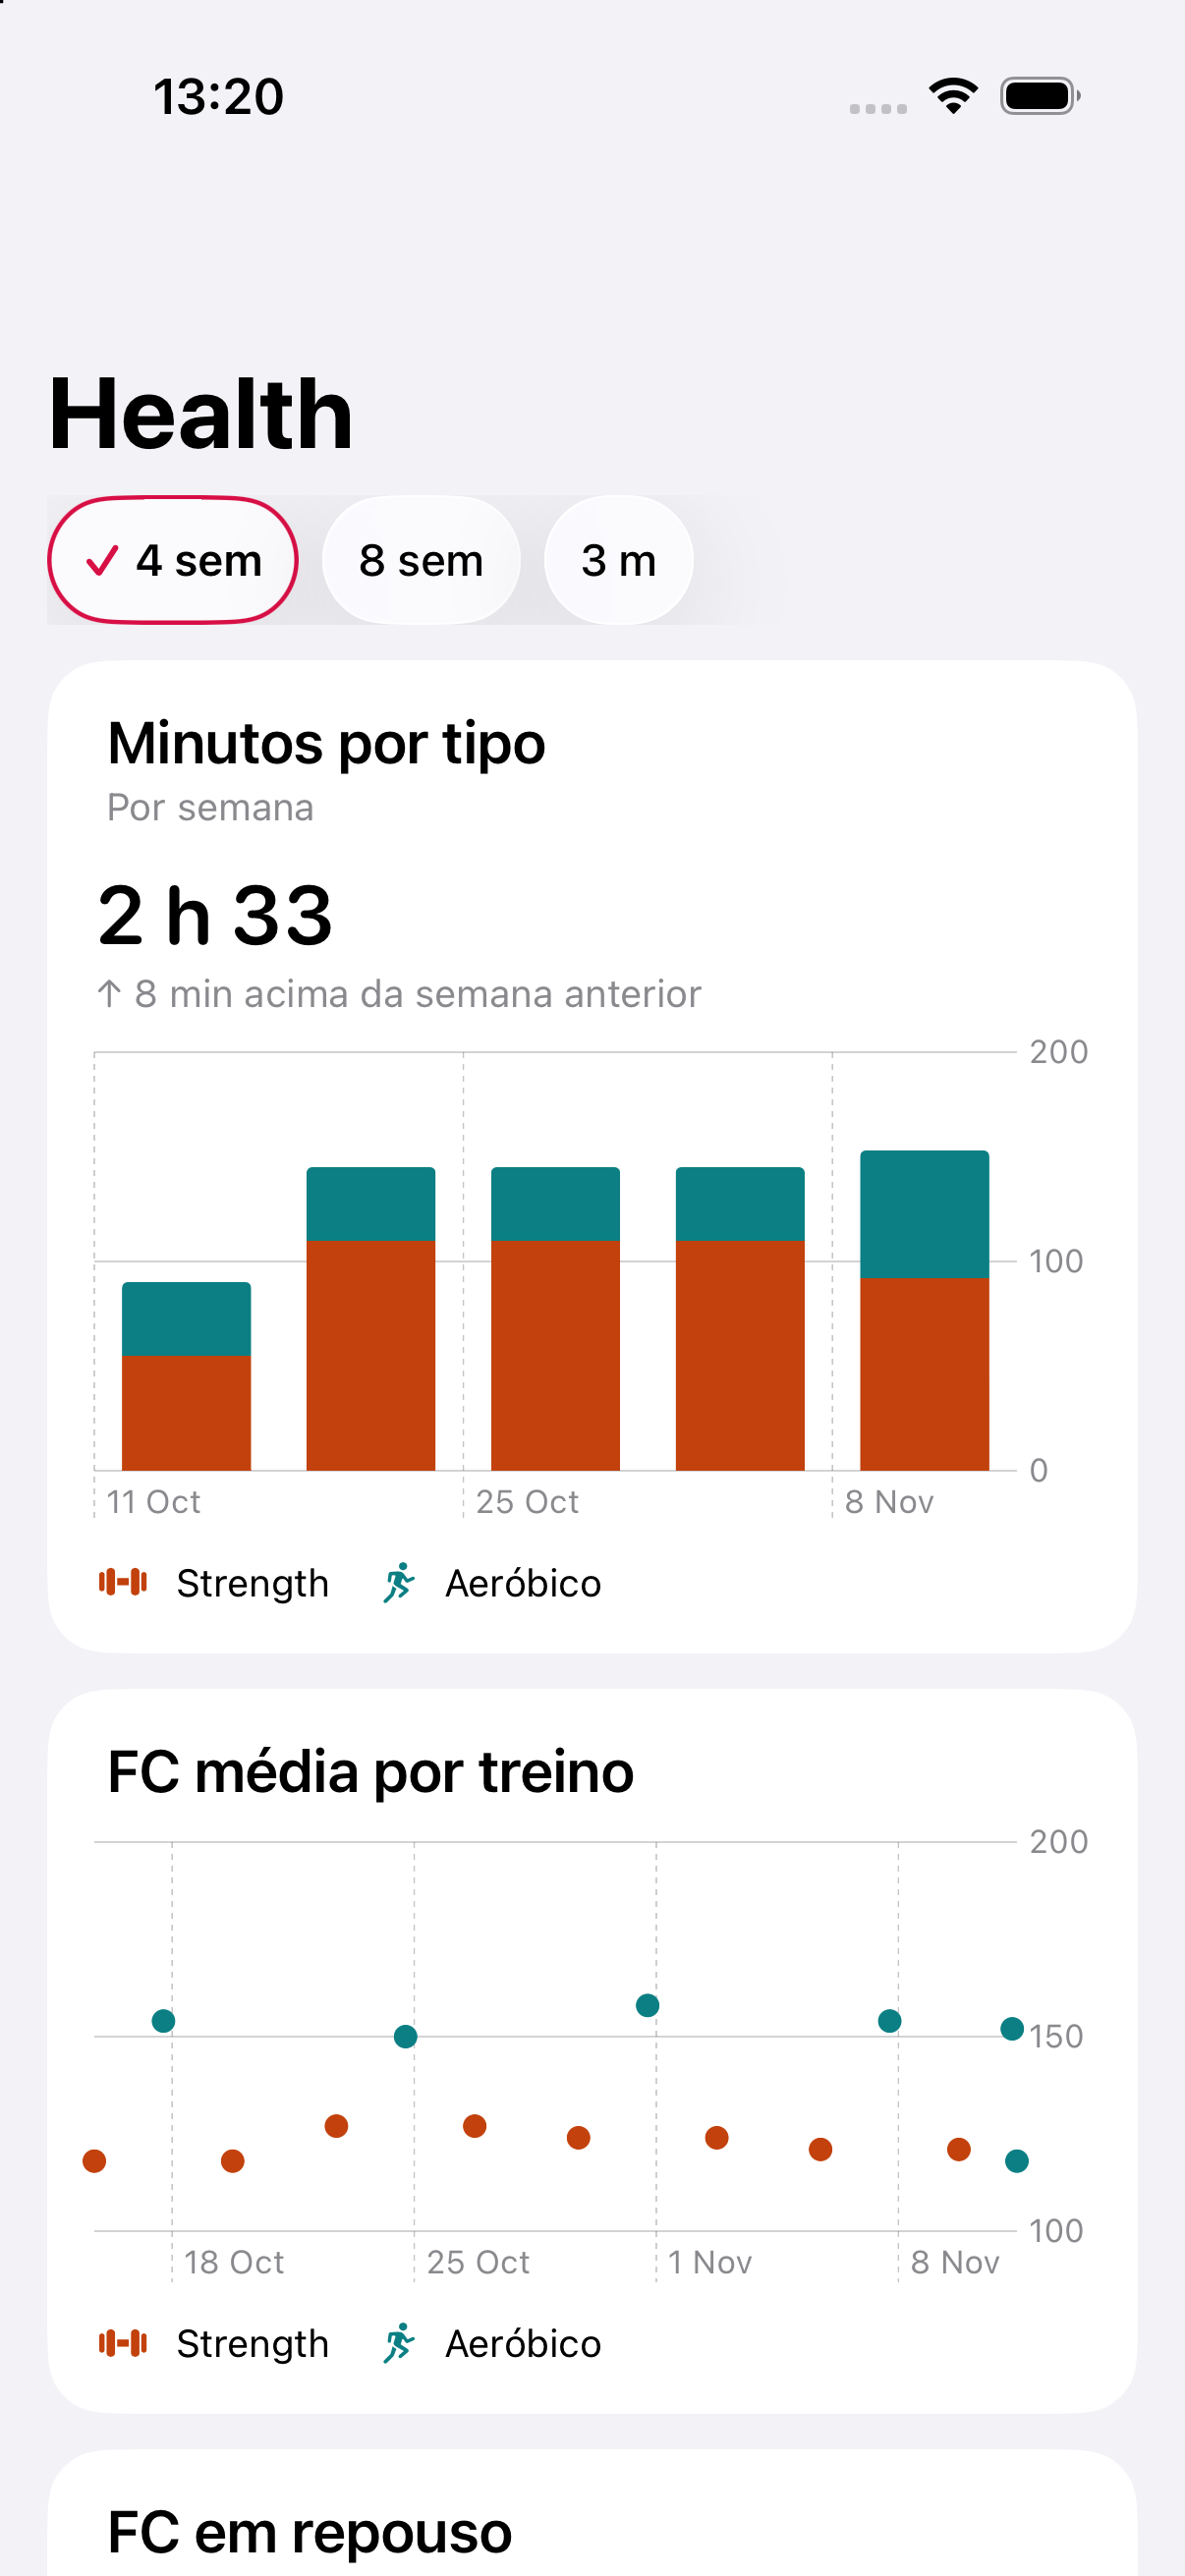 13:20
Health
4 sem
8 sem
3 m
Minutos por tipo
Por semana
2 h 33
↑ 8 min acima da semana anterior
200
100
0
11 Oct
25 Oct
8 Nov
Strength
Aeróbico
FC média por treino
200
150
100
18 Oct
25 Oct
1 Nov
8 Nov
Strength
Aeróbico
FC em repouso